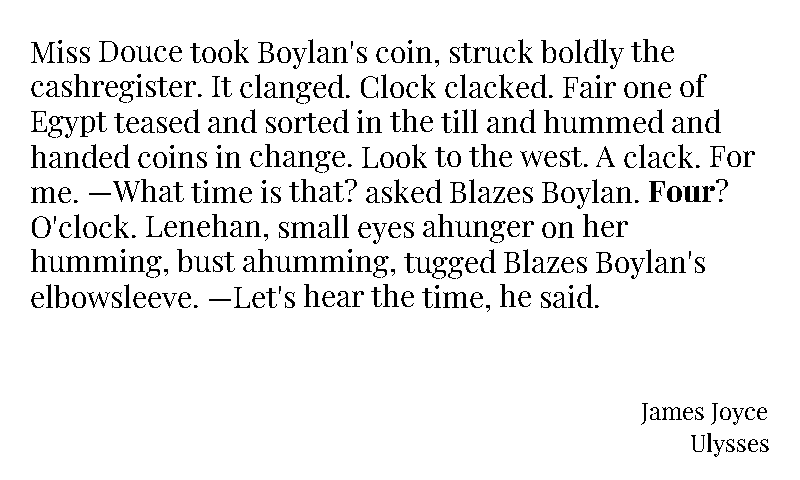 Miss Douce took Boylan's coin, struck boldly the
cashregister. It clanged. Clock clacked. Fair one of
Egypt teased and sorted in the till and hummed and
handed coins in change. Look to the west. A clack. For
me. —What time is that? asked Blazes Boylan. Four?
O'clock. Lenehan, small eyes ahunger on her
humming, bust ahumming, tugged Blazes Boylan's
elbowsleeve. —Let's hear the time, he said.
James Joyce
Ulysses